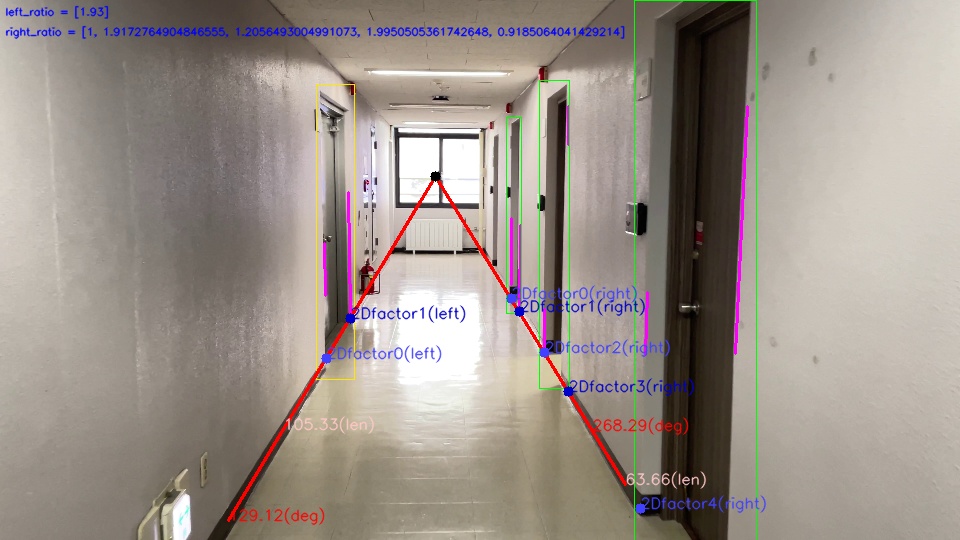 left_ratio = [1.93]
right_ratio = [1, 1.9172764904846555, 1.2056493004991073, 1.9950505361742648, 0.9185064041429214]
2Dfactor0(right)
2Dfactor1(right)
2Dfactor1(left)
2Dfactor2(right)
2Dfactor0(left)
2Dfactor3(right)
105.33(len)
268.29(deg)
63.66(len)
2Dfactor4(right)
129.12(deg)